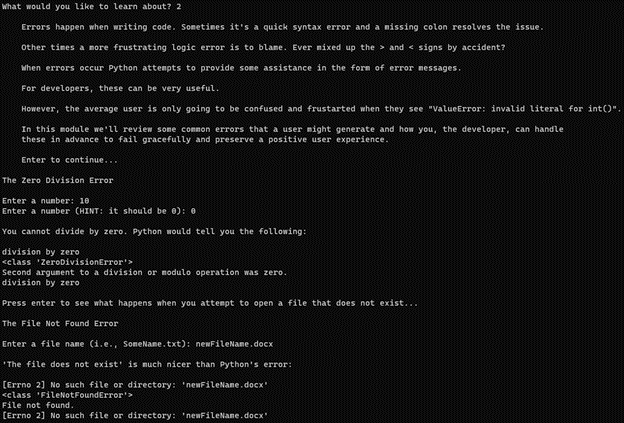 What would you like to learn about? 2
Errors happen when writing code. Sometimes it's a quick syntax error and a missing colon resolves the issue.
Other times a more frustrating logic error is to blame. Ever mixed up the > and < signs by accident?
When errors occur Python attempts to provide some assistance in the form of error messages.
For developers, these can be very useful.
However, the average user is only going to be confused and frustarted when they see "ValueError: invalid literal for int()".
In this module we'll review some common errors that a user might generate and how you, the developer, can handle
these in advance to fail gracefully and preserve a positive user experience.
Enter to continue...
The Zero Division Error
Enter a number: 10
Enter a number (HINT: it should be 0): 0
You cannot divide by zero. Python would tell you the following:
division by zero
<class 'ZeroDivisionError'>
Second argument to a division or modulo operation was zero.
division by zero
Press enter to see what happens when you attempt to open a file that does not exist...
The File Not Found Error
Enter a file name (i.e., SomeName.txt): newFileName.docx
'The file does not exist' is much nicer than Python's error:
[Errno 2] No such file or directory: 'newFileName.docx'
<class 'FileNotFoundError'>
File not found.
[Errno 2] No such file or directory: 'newFileName.docx'